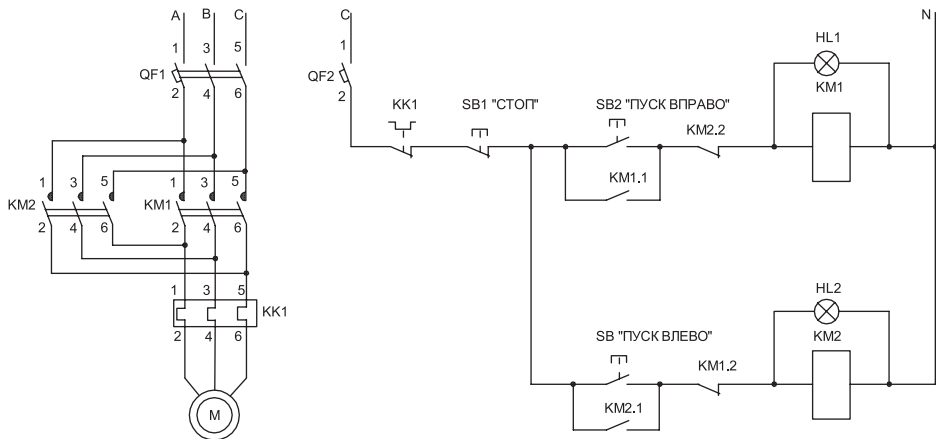 A B C
1 3 5
QF1
2 4 6
1 3 5 1 3 5
KM2 KM1
2 4 6 2 4 6
1 3 5
KK1
2 4 6
M
C N
1
QF2
2
KK1 SB1 "СТОП" SB2 "ПУСК ВПРАВО" KM2.2 HL1
KM1
KM1.1
SB "ПУСК ВЛЕВО" KM1.2 HL2
KM2
KM2.1